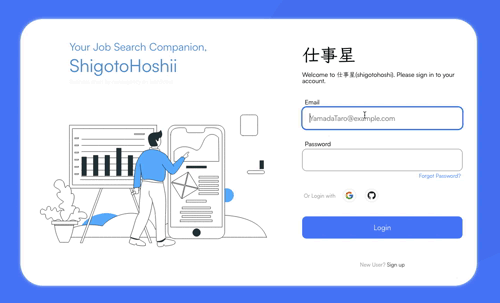 Your Job Search Companion,
ShigotoHoshii
仕事星
Welcome to 仕事星(shigotohoshi). Please sign in to your
account.
Email
YamadaTaro@example.com
Password
Forgot Password?
Or Login with
Login
New User? Sign up